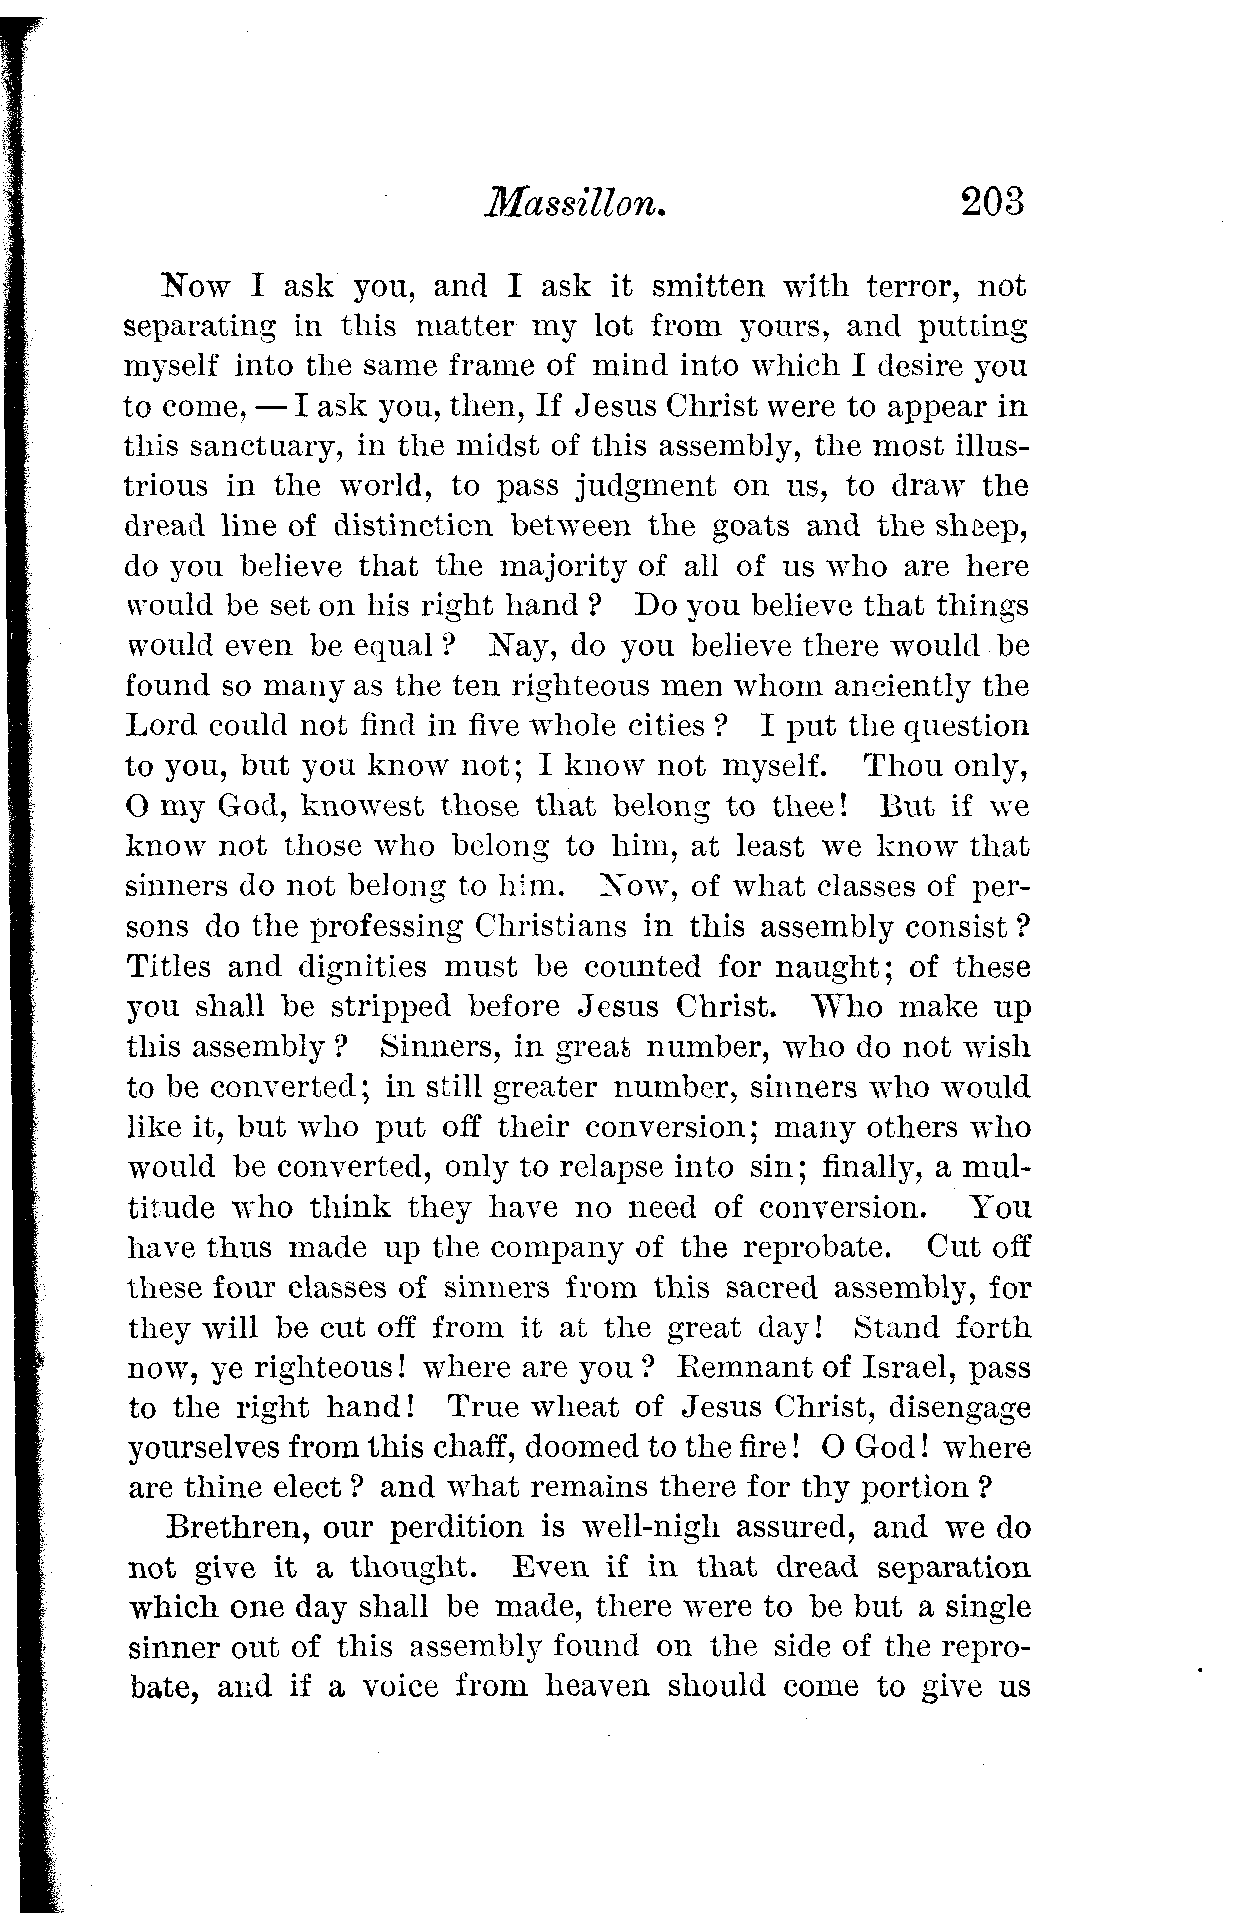 Massillon. 203
Now I ask you, and I ask it smitten with terror, not
separating in this matter my lot from yours, and putting
myself into the same frame of mind into which I desire you
to come, — I ask you, then, If Jesus Christ were to appear in
this sanctuary, in the midst of this assembly, the most illus-
trious in the world, to pass judgment on us, to draw the
dread line of distinction between the goats and the sheep,
do you believe that the majority of all of us who are here
would be set on his right hand? Do you believe that things
would even be equal? Nay, do you believe there would be
found so many as the ten righteous men whom anciently the
Lord could not find in five whole cities? I put the question
to you, but you know not; I know not myself. Thou only,
O my God, knowest those that belong to thee! But if we
know not those who belong to him, at least we know that
sinners do not belong to him. Now, of what classes of per-
sons do the professing Christians in this assembly consist?
Titles and dignities must be counted for naught; of these
you shall be stripped before Jesus Christ. Who make up
this assembly? Sinners, in great number, who do not wish
to be converted; in still greater number, sinners who would
like it, but who put off their conversion; many others who
would be converted, only to relapse into sin; finally, a mul-
titude who think they have no need of conversion. You
have thus made up the company of the reprobate. Cut off
these four classes of sinners from this sacred assembly, for
they will be cut off from it at the great day! Stand forth
now, ye righteous! where are you? Remnant of Israel, pass
to the right hand! True wheat of Jesus Christ, disengage
yourselves from this chaff, doomed to the fire! O God! where
are thine elect? and what remains there for thy portion?
Brethren, our perdition is well-nigh assured, and we do
not give it a thought. Even if in that dread separation
which one day shall be made, there were to be but a single
sinner out of this assembly found on the side of the repro-
bate, and if a voice from heaven should come to give us